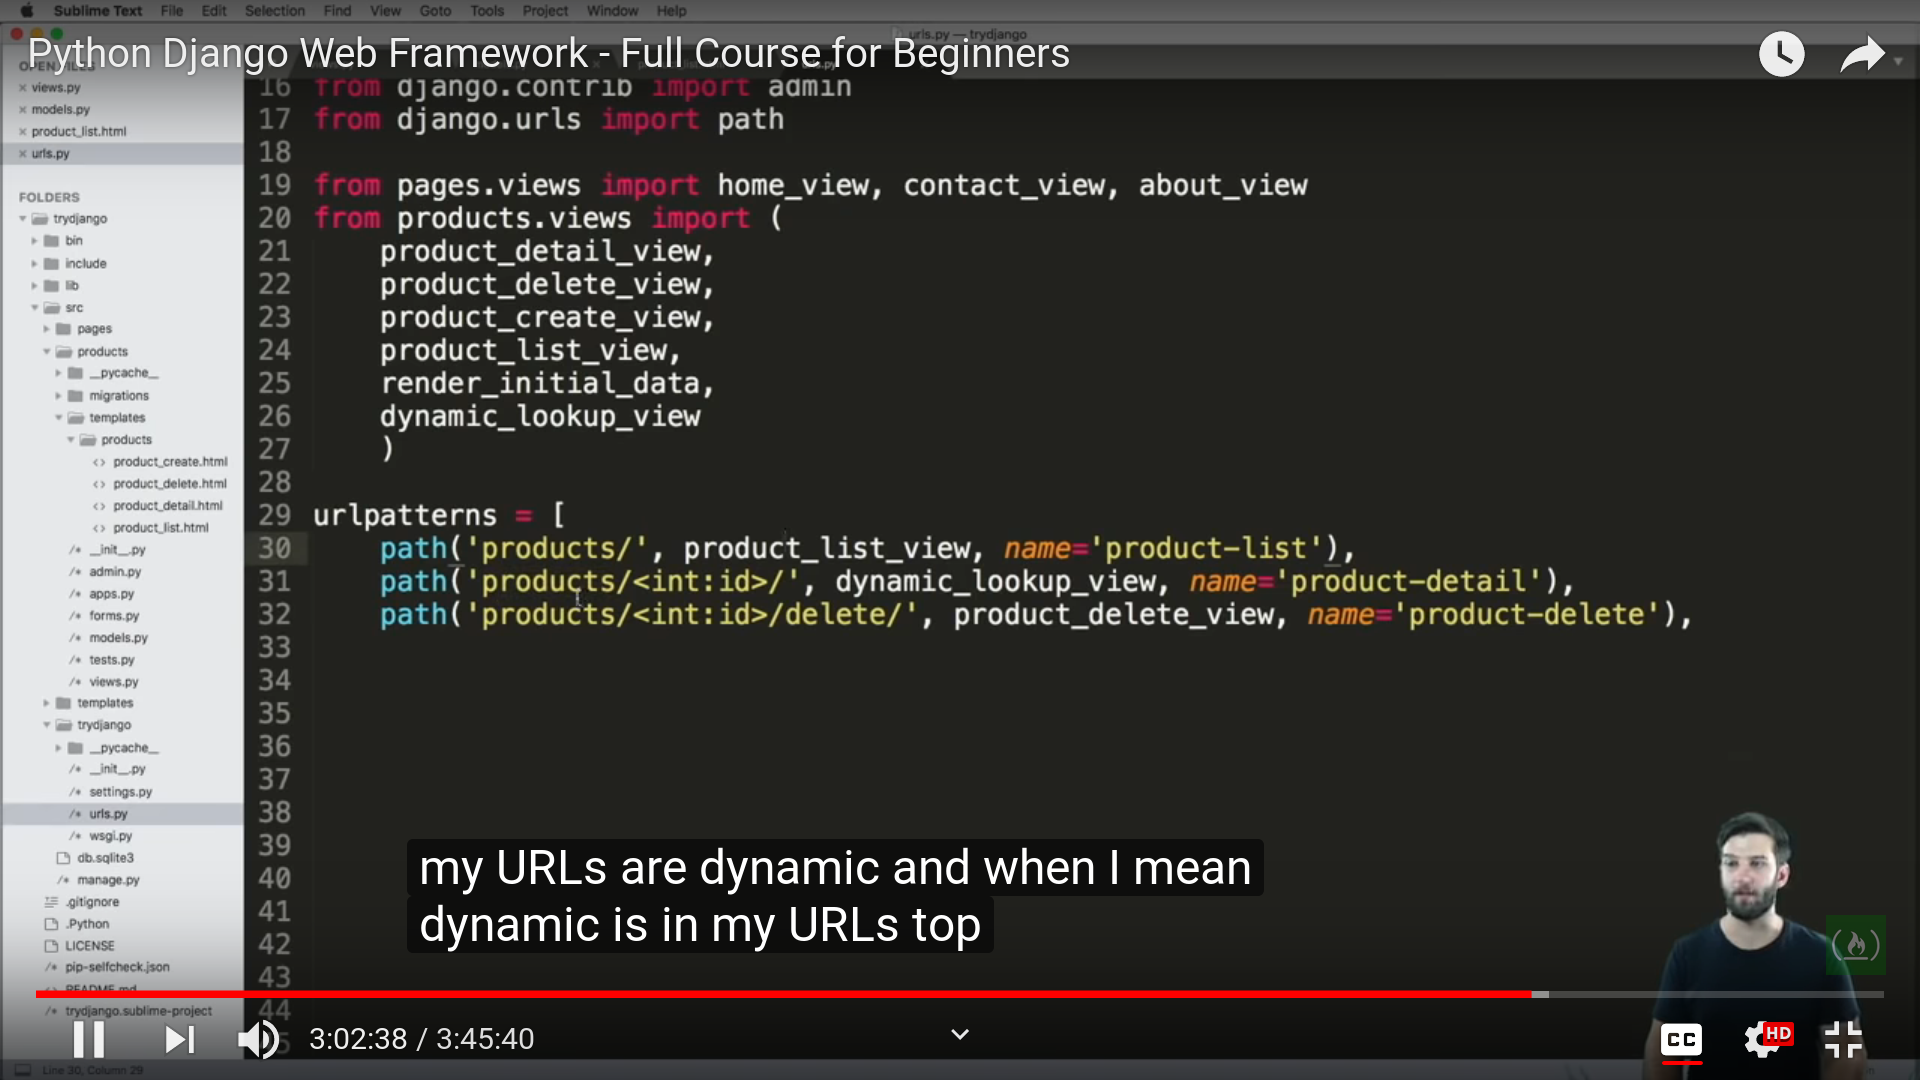 Sublime Text File Edit Selection Find View Goto Tools Project Window Help
urls.py — trydjango
Python Django Web Framework - Full Course for Beginners
OPEN FILES
views.py
models.py
product_list.html
urls.py
FOLDERS
trydjango
bin
include
lib
src
pages
products
__pycache__
migrations
templates
products
product_create.html
product_delete.html
product_detail.html
product_list.html
__init__.py
admin.py
apps.py
forms.py
models.py
tests.py
views.py
templates
trydjango
__pycache__
__init__.py
settings.py
urls.py
wsgi.py
db.sqlite3
manage.py
.gitignore
.Python
LICENSE
pip-selfcheck.json
README.md
trydjango.sublime-project
16 from django.contrib import admin
17 from django.urls import path
18
19 from pages.views import home_view, contact_view, about_view
20 from products.views import (
21 product_detail_view,
22 product_delete_view,
23 product_create_view,
24 product_list_view,
25 render_initial_data,
26 dynamic_lookup_view
27 )
28
29 urlpatterns = [
30 path('products/', product_list_view, name='product-list'),
31 path('products/<int:id>/', dynamic_lookup_view, name='product-detail'),
32 path('products/<int:id>/delete/', product_delete_view, name='product-delete'),
33
34
35
36
37
38
39
40
41
42
43
44
my URLs are dynamic and when I mean
dynamic is in my URLs top
3:02:38 / 3:45:40
CC
HD
Line 30, Column 29